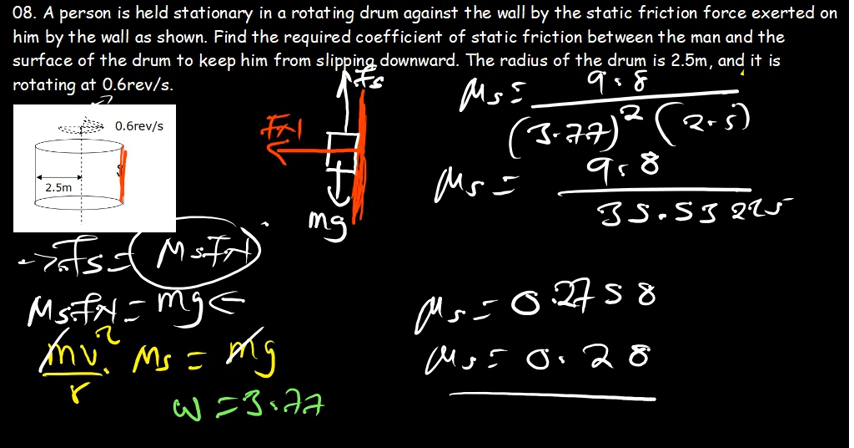 08. A person is held stationary in a rotating drum against the wall by the static friction force exerted on
him by the wall as shown. Find the required coefficient of static friction between the man and the
surface of the drum to keep him from slipping downward. The radius of the drum is 2.5m, and it is
rotating at 0.6rev/s.
0.6rev/s
2.5m
Fs
FN
mg
μs = 9.8 / (3.77)² (2.5)
μs = 9.8 / 35.53225
→ Fs = μsFN
μsFN = mg ←
mv²/r . μs = mg
ω = 3.77
μs = 0.2758
μs = 0.28